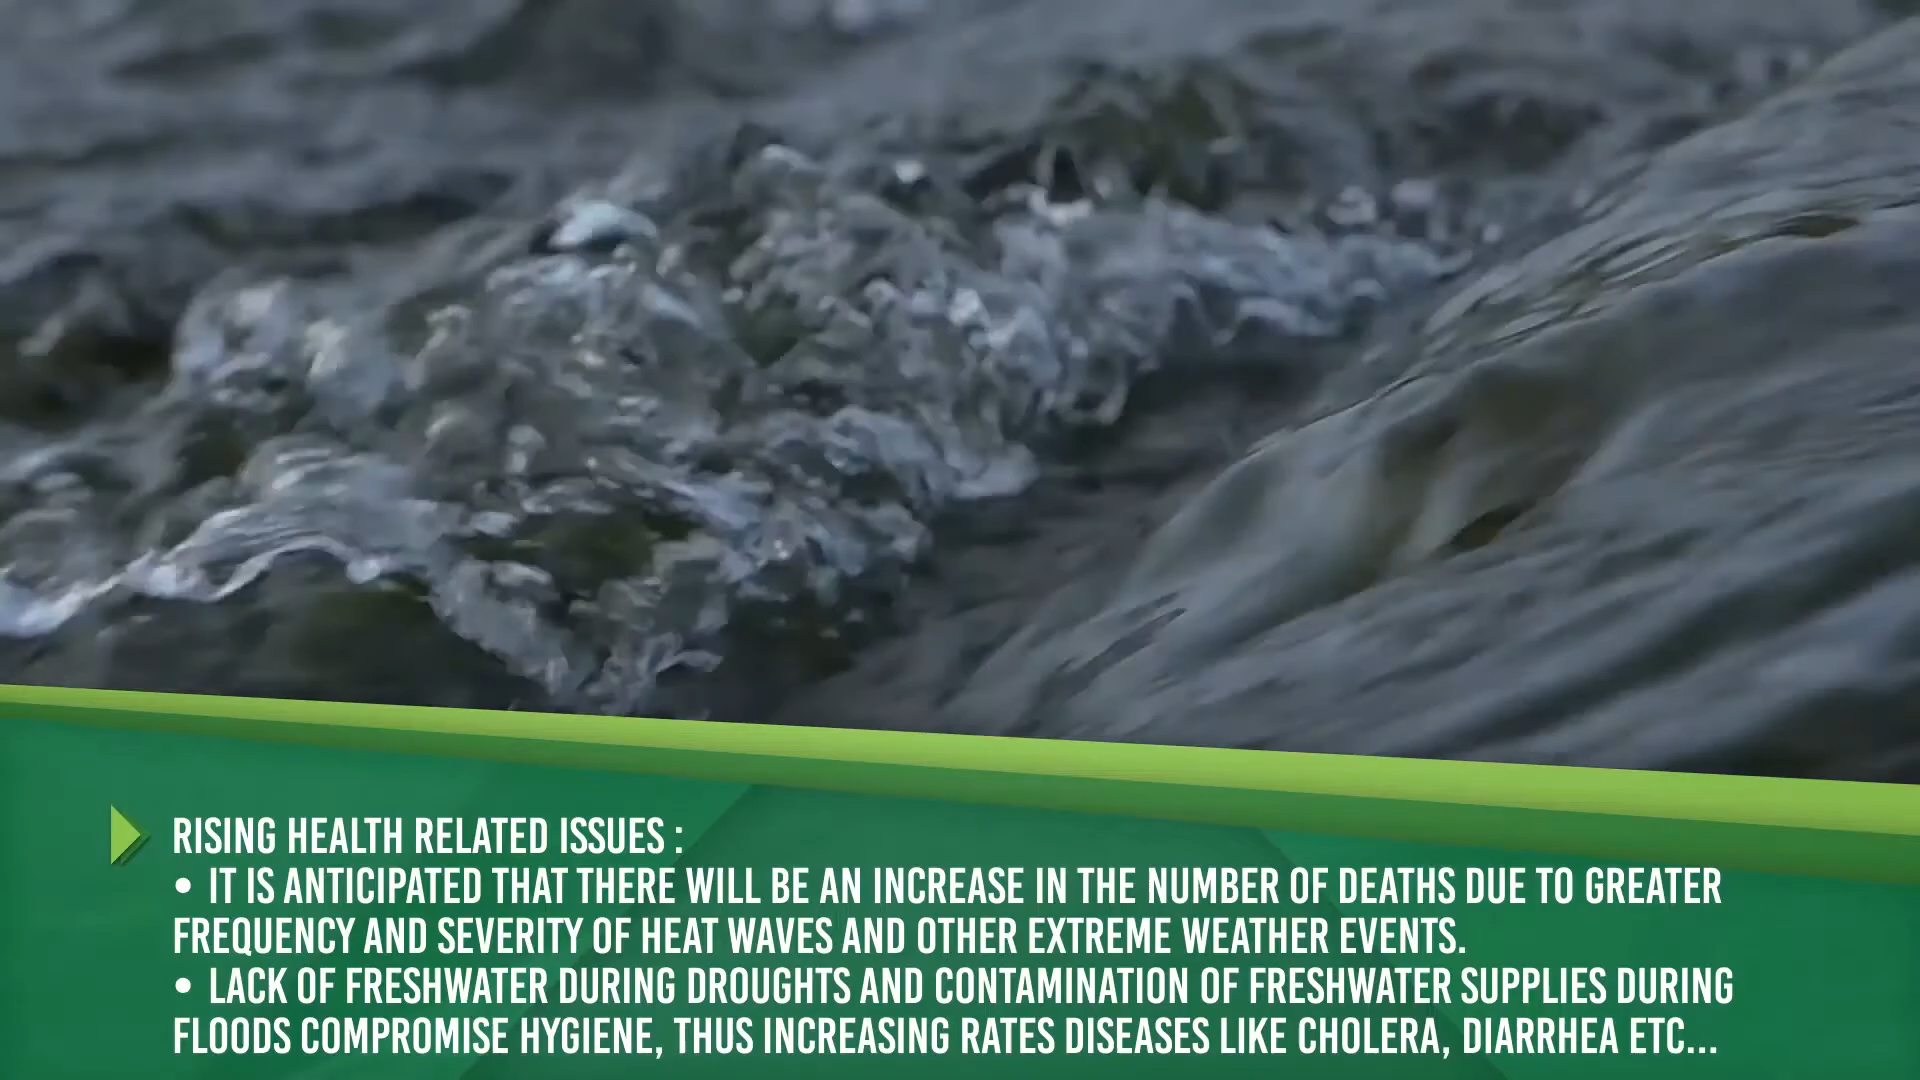 RISING HEALTH RELATED ISSUES :
• IT IS ANTICIPATED THAT THERE WILL BE AN INCREASE IN THE NUMBER OF DEATHS DUE TO GREATER
FREQUENCY AND SEVERITY OF HEAT WAVES AND OTHER EXTREME WEATHER EVENTS.
• LACK OF FRESHWATER DURING DROUGHTS AND CONTAMINATION OF FRESHWATER SUPPLIES DURING
FLOODS COMPROMISE HYGIENE, THUS INCREASING RATES DISEASES LIKE CHOLERA, DIARRHEA ETC...